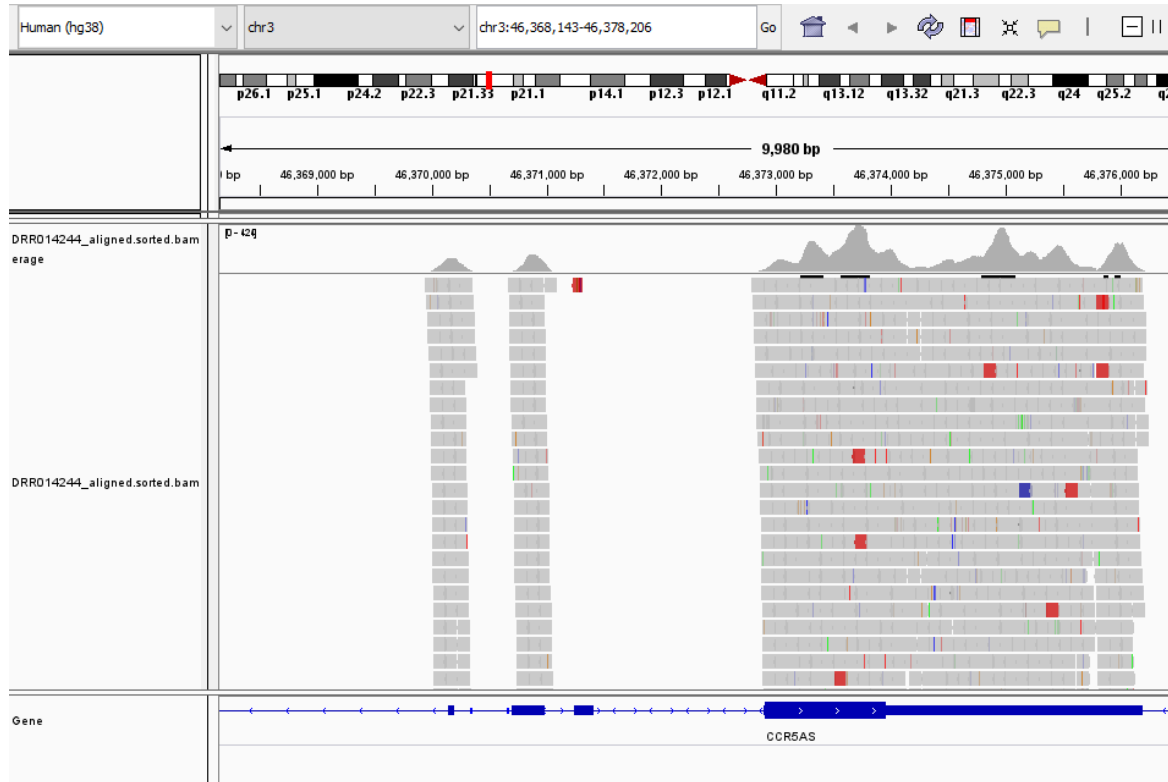 Human (hg38) chr3 chr3:46,368,143-46,378,206 Go
p26.1 p25.1 p24.2 p22.3 p21.33 p21.1 p14.1 p12.3 p12.1 q11.2 q13.12 q13.32 q21.3 q22.3 q24 q25.2
9,980 bp
bp 46,369,000 bp 46,370,000 bp 46,371,000 bp 46,372,000 bp 46,373,000 bp 46,374,000 bp 46,375,000 bp 46,376,000 bp
DRR014244_aligned.sorted.bam
erage
DRR014244_aligned.sorted.bam
Gene
CCR5AS